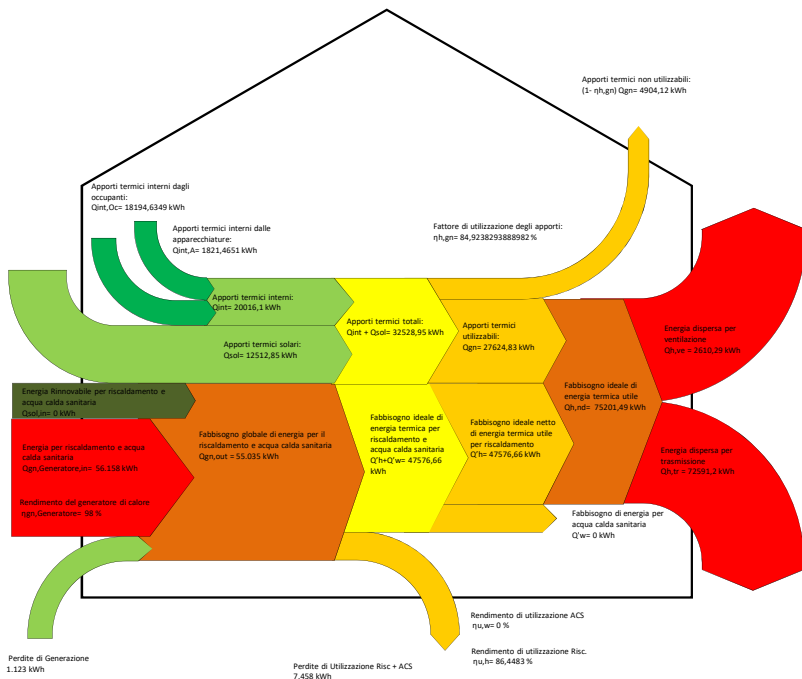 Apporti termici non utilizzabili:
(1- ηh,gn) Qgn= 4904,12 kWh
Apporti termici interni dagli
occupanti:
Qint,Oc= 18194,6349 kWh
Apporti termici interni dalle
apparecchiature:
Qint,A= 1821,4651 kWh
Fattore di utilizzazione degli apporti:
ηh,gn= 84,9238293888982 %
Apporti termici interni:
Qint= 20016,1 kWh
Apporti termici totali:
Qint + Qsol= 32528,95 kWh
Apporti termici
utilizzabili:
Qgn= 27624,83 kWh
Energia dispersa per
ventilazione
Qh,ve = 2610,29 kWh
Apporti termici solari:
Qsol= 12512,85 kWh
Energia Rinnovabile per riscaldamento e
acqua calda sanitaria
Qsol,in= 0 kWh
Fabbisogno ideale di
energia termica utile
Qh,nd= 75201,49 kWh
Fabbisogno globale di energia per il
riscaldamento e acqua calda sanitaria
Qgn,out = 55.035 kWh
Fabbisogno ideale di
energia termica per
riscaldamento e
acqua calda sanitaria
Q'h+Q'w= 47576,66
kWh
Fabbisogno ideale netto
di energia termica utile
per riscaldamento
Q'h= 47576,66 kWh
Energia per riscaldamento e acqua
calda sanitaria
Qgn,Generatore,in= 56.158 kWh
Energia dispersa per
trasmissione
Qh,tr = 72591,2 kWh
Rendimento del generatore di calore
ηgn,Generatore= 98 %
Fabbisogno di energia per
acqua calda sanitaria
Q'w= 0 kWh
Rendimento di utilizzazione ACS
ηu,w= 0 %
Rendimento di utilizzazione Risc.
ηu,h= 86,4483 %
Perdite di Generazione
1.123 kWh
Perdite di Utilizzazione Risc + ACS
7.458 kWh